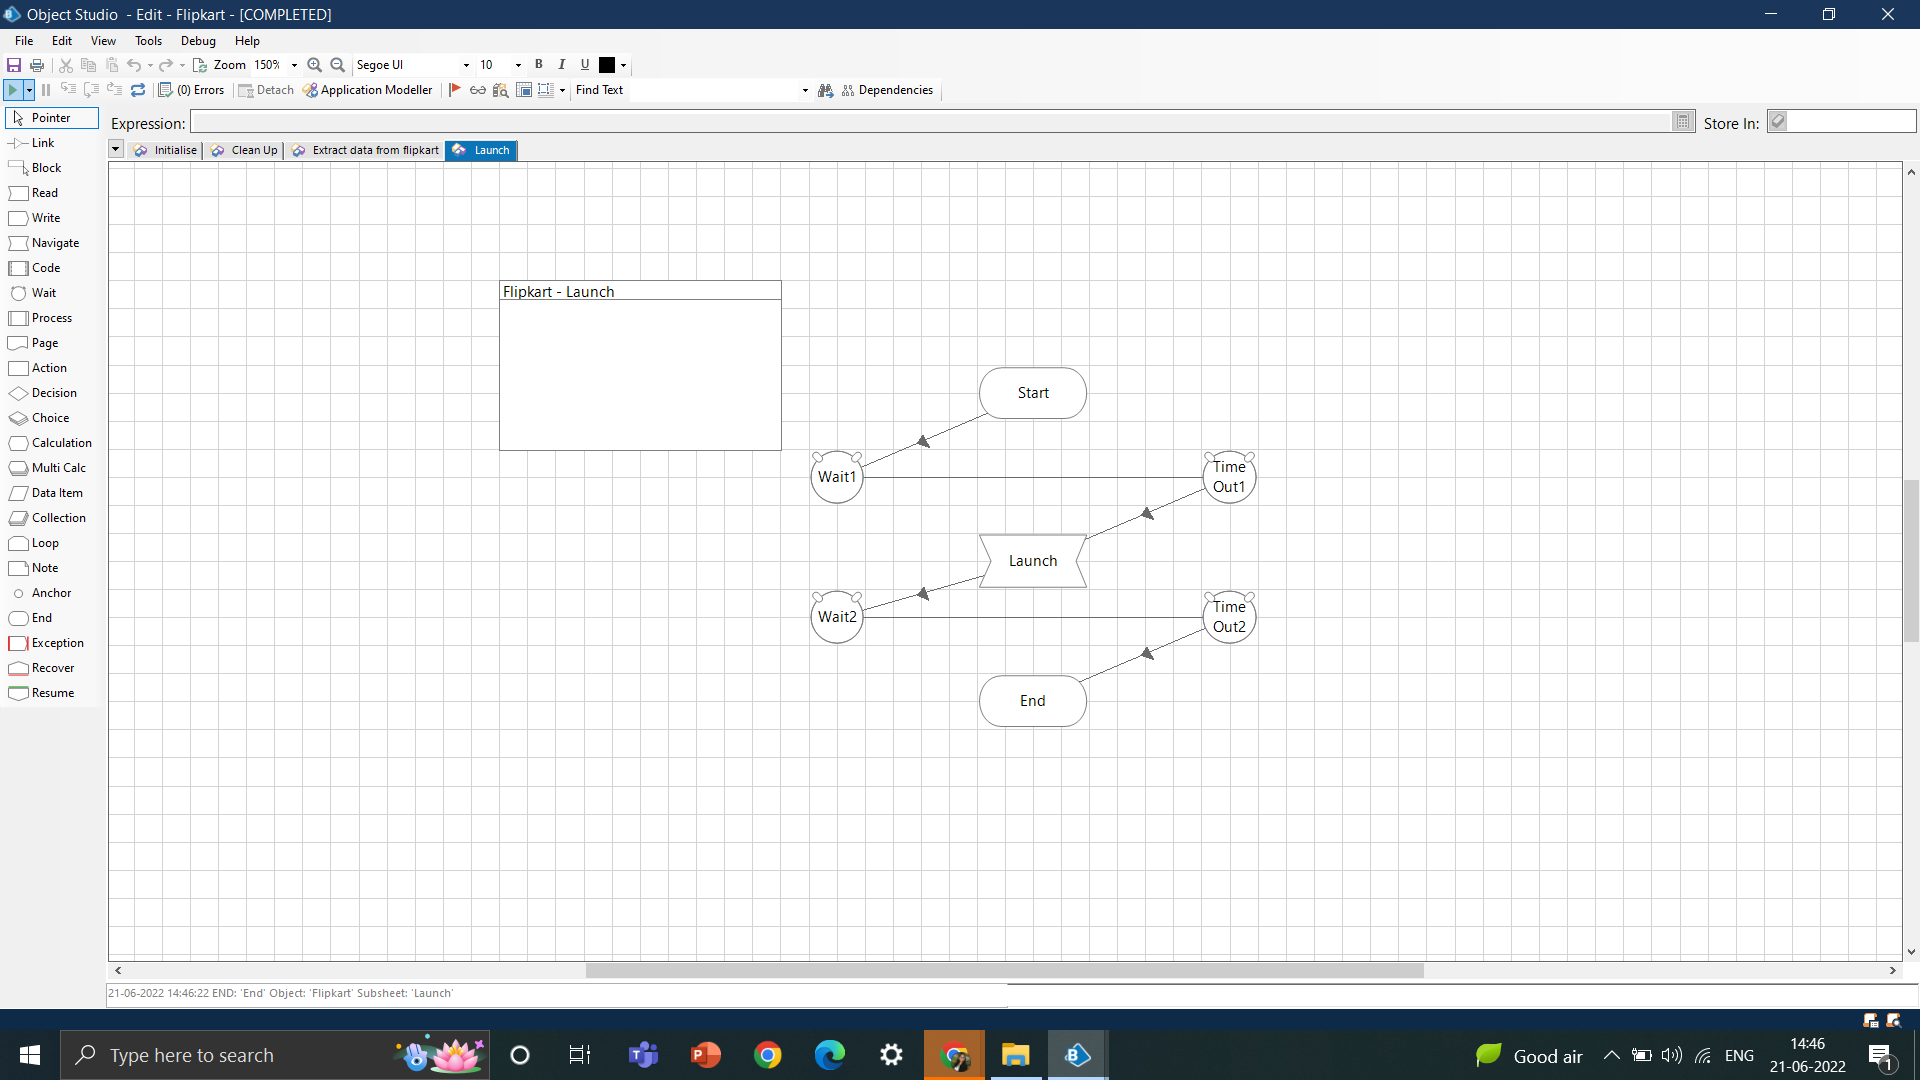 Object Studio - Edit - Flipkart - [COMPLETED]
File Edit View Tools Debug Help
Zoom 150% Segoe UI 10 B I U
(0) Errors Detach Application Modeller Find Text Dependencies
Pointer
Expression: Store In:
Link
Initialise Clean Up Extract data from flipkart Launch
Block
Read
Write
Navigate
Code
Wait
Process
Page
Action
Decision
Choice
Calculation
Multi Calc
Data Item
Collection
Loop
Note
Anchor
End
Exception
Recover
Resume
Flipkart - Launch
Start
Wait1
Time
Out1
Launch
Wait2
Time
Out2
End
21-06-2022 14:46:22 END: 'End' Object: 'Flipkart' Subsheet: 'Launch'
Type here to search
Good air
ENG
14:46
21-06-2022
1